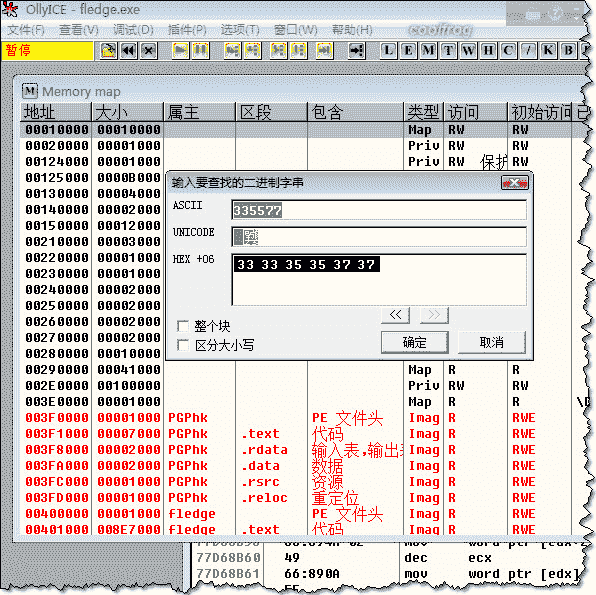 OllyICE - fledge.exe
文件(F) 查看(V) 调试(D) 插件(P) 选项(T) 窗口(W) 帮助(H) coolfrog
暂停 L E M T W H C / K B
M Memory map
地址 大小 属主 区段 包含 类型 访问 初始访问
00010000 00010000 Map RW RW
00020000 00001000 Priv RW RW
00124000 00001000 Priv RW 保护 RW
00125000 0000B000
00130000 00004000
00140000 00002000
00150000 00012000
00210000 00003000
00220000 00001000
00230000 00001000
00240000 00002000
00250000 00002000
00260000 00002000
00270000 00002000
00280000 00010000
输入要查找的二进制字串
ASCII 335577
UNICODE
HEX +06 33 33 35 35 37 37
<< >>
整个块
区分大小写
确定 取消
00290000 00041000 Map R R
002E0000 00100000 Priv RW RW
003E0000 00001000 Map R R
003F0000 00001000 PGPhk PE 文件头 Imag R RWE
003F1000 00007000 PGPhk .text 代码 Imag R RWE
003F8000 00002000 PGPhk .rdata 输入表,输出表 Imag R RWE
003FA000 00002000 PGPhk .data 数据 Imag R RWE
003FC000 00001000 PGPhk .rsrc 资源 Imag R RWE
003FD000 00001000 PGPhk .reloc 重定位 Imag R RWE
00400000 00001000 fledge PE 文件头 Imag R RWE
00401000 008E7000 fledge .text 代码 Imag R RWE
77D68B60 49 dec ecx
77D68B61 66:890A mov word ptr [edx]